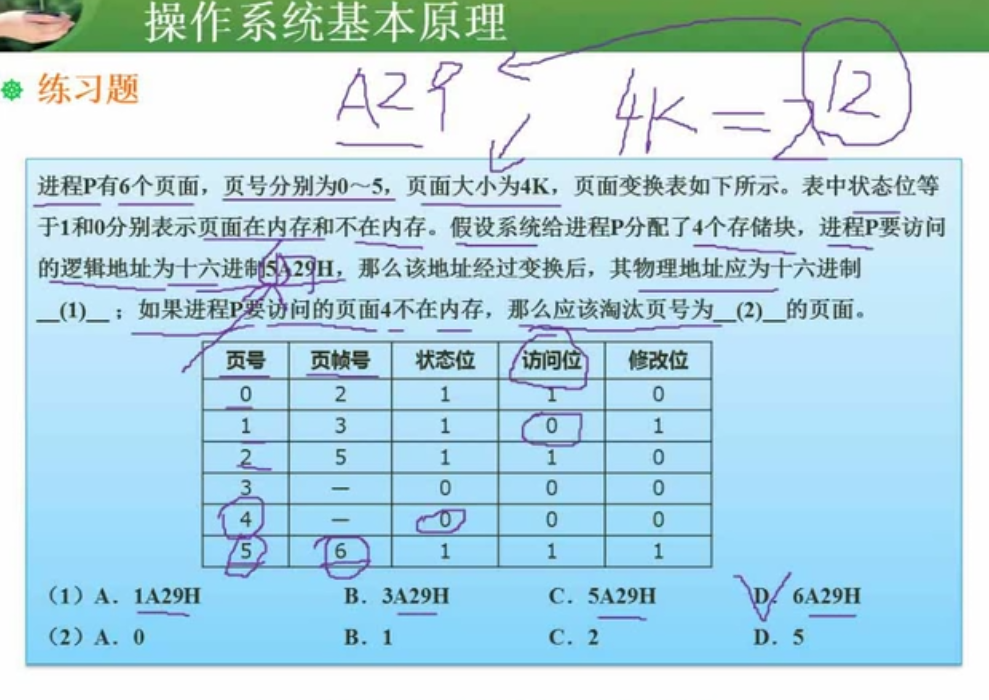 操作系统基本原理
练习题
A29
4K=2 12
进程P有6个页面，页号分别为0～5，页面大小为4K，页面变换表如下所示。表中状态位等
于1和0分别表示页面在内存和不在内存。假设系统给进程P分配了4个存储块，进程P要访问
的逻辑地址为十六进制5A29H，那么该地址经过变换后，其物理地址应为十六进制
__(1)__ ；如果进程P要访问的页面4不在内存，那么应该淘汰页号为__(2)__的页面。
页号 页帧号 状态位 访问位 修改位
0 2 1 1 0
1 3 1 0 1
2 5 1 1 0
3 — 0 0 0
4 — 0 0 0
5 6 1 1 1
（1）A．1A29H B．3A29H C．5A29H D．6A29H
（2）A．0 B．1 C．2 D．5